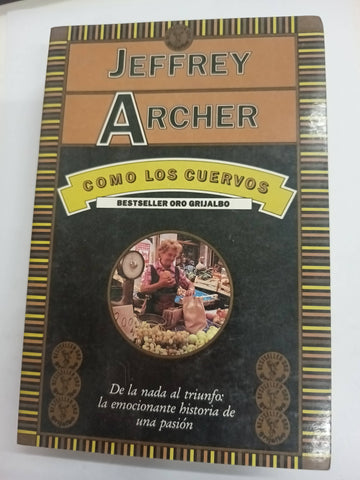 JEFFREY
ARCHER
COMO LOS CUERVOS
BESTSELLER ORO GRIJALBO
De la nada al triunfo:
la emocionante historia de
una pasión